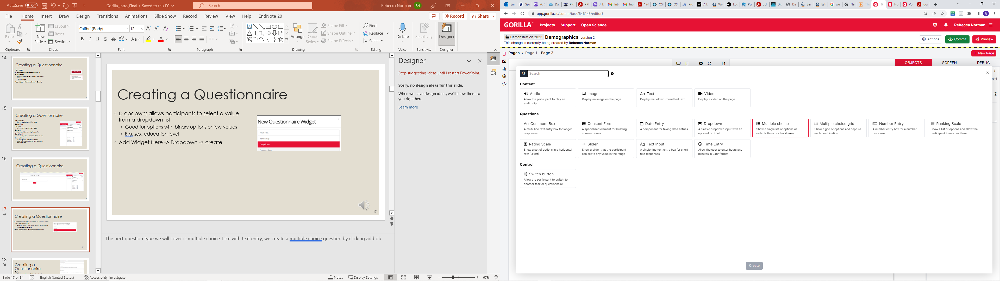 AutoSave Off
Gorilla_Intro_Final • Saved to this PC
Search
Rebecca Norman RN
File Home Insert Draw Design Transitions Animations Slide Show Record Review View Help EndNote 20
Record Share
Paste
Clipboard
New
Slide
Layout
Reset
Section
Slides
Calibri (Body) 12
Font
Paragraph
Arrange
Quick
Styles
Shape Fill
Shape Outline
Shape Effects
Drawing
Find
Replace
Select
Editing
Dictate
Voice
Sensitivity
Sensitivity
Designer
Designer
14
Creating a Questionnaire
15
Creating a Questionnaire
16
Creating a Questionnaire
17
Creating a Questionnaire
18
Creating a
Questionnaire
Creating a Questionnaire
Dropdown: allows participants to select a value
from a dropdown list
Good for options with binary options or few values
E.g. sex, education level
Add Widget Here -> Dropdown -> create
New Questionnaire Widget
Rich Text
Text Entry
Dropdown
Consent Box
17
The next question type we will cover is multiple choice. Like with text entry, we create a multiple choice question by clicking add ob
Designer
Stop suggesting ideas until I restart PowerPoint.
Sorry, no design ideas for this slide.
When we have design ideas, we'll show them to
you right here.
Learn more
Slide 17 of 84
English (United States)
Accessibility: Investigate
Notes
Display Settings
67%
app.gorilla.sc/admin/task/646145/editor?
GORILLA™
Projects Support Open Science
Rebecca Norman
Demonstration 2023 Demographics version 2
This change is currently being created by Rebecca Norman
Actions Commit Preview
Pages > Page 1 Page 2
+ New Page
OBJECTS SCREEN DEBUG
Search
Content
Audio
Allow the participant to play an
audio clip
Image
Display an image on the page
Text
Display markdown-formatted text
Video
Display a video on the page
Questions
Comment Box
A multi-line text entry box for longer
responses
Consent Form
A specialised element for building
consent forms
Date Entry
A component for taking date entries
Dropdown
A classic dropdown input with an
optional text field
Multiple choice
Show a single list of options as
radio buttons or checkboxes
Multiple choice grid
Show a grid of options and capture
each combination
Number Entry
A number entry box for a number
response
Ranking Scale
Show a list of options and allow the
participant to reorder them
Rating Scale
Show a set of options in a horizontal
row (Likert)
Slider
Show a slider that the participant
can set to any value in the range
Text Input
A single-line text entry box for short
text responses
Time Entry
Allow the user to enter hours and
minutes in 24hr format
Control
Switch button
Allow the participant to switch to
another task or questionnaire
Create